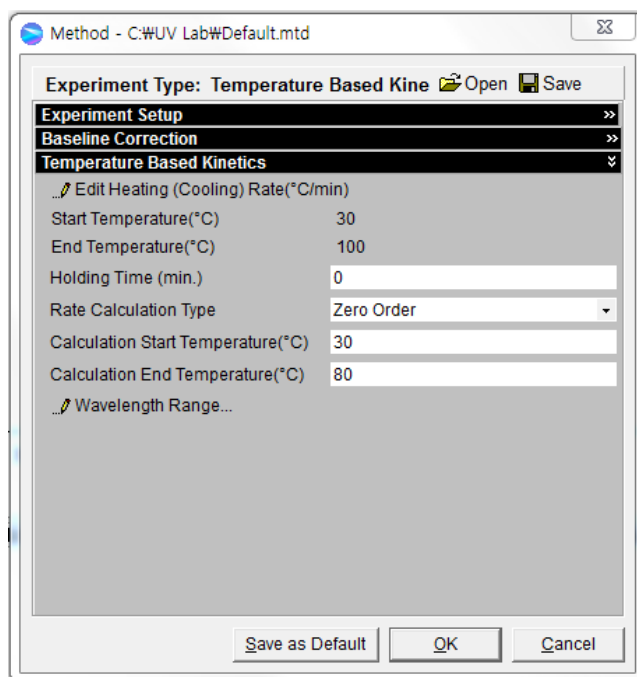 Method - C:₩UV Lab₩Default.mtd
Experiment Type: Temperature Based Kine Open Save
Experiment Setup
Baseline Correction
Temperature Based Kinetics
Edit Heating (Cooling) Rate(°C/min)
Start Temperature(°C) 30
End Temperature(°C) 100
Holding Time (min.) 0
Rate Calculation Type Zero Order
Calculation Start Temperature(°C) 30
Calculation End Temperature(°C) 80
Wavelength Range...
Save as Default OK Cancel